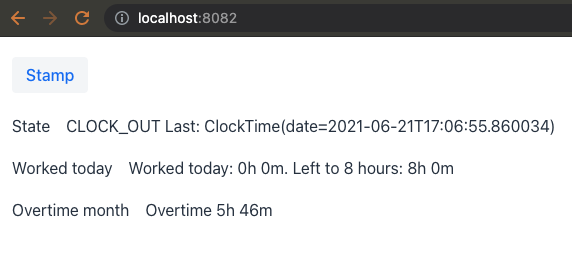 localhost:8082
Stamp
State CLOCK_OUT Last: ClockTime(date=2021-06-21T17:06:55.860034)
Worked today Worked today: 0h 0m. Left to 8 hours: 8h 0m
Overtime month Overtime 5h 46m